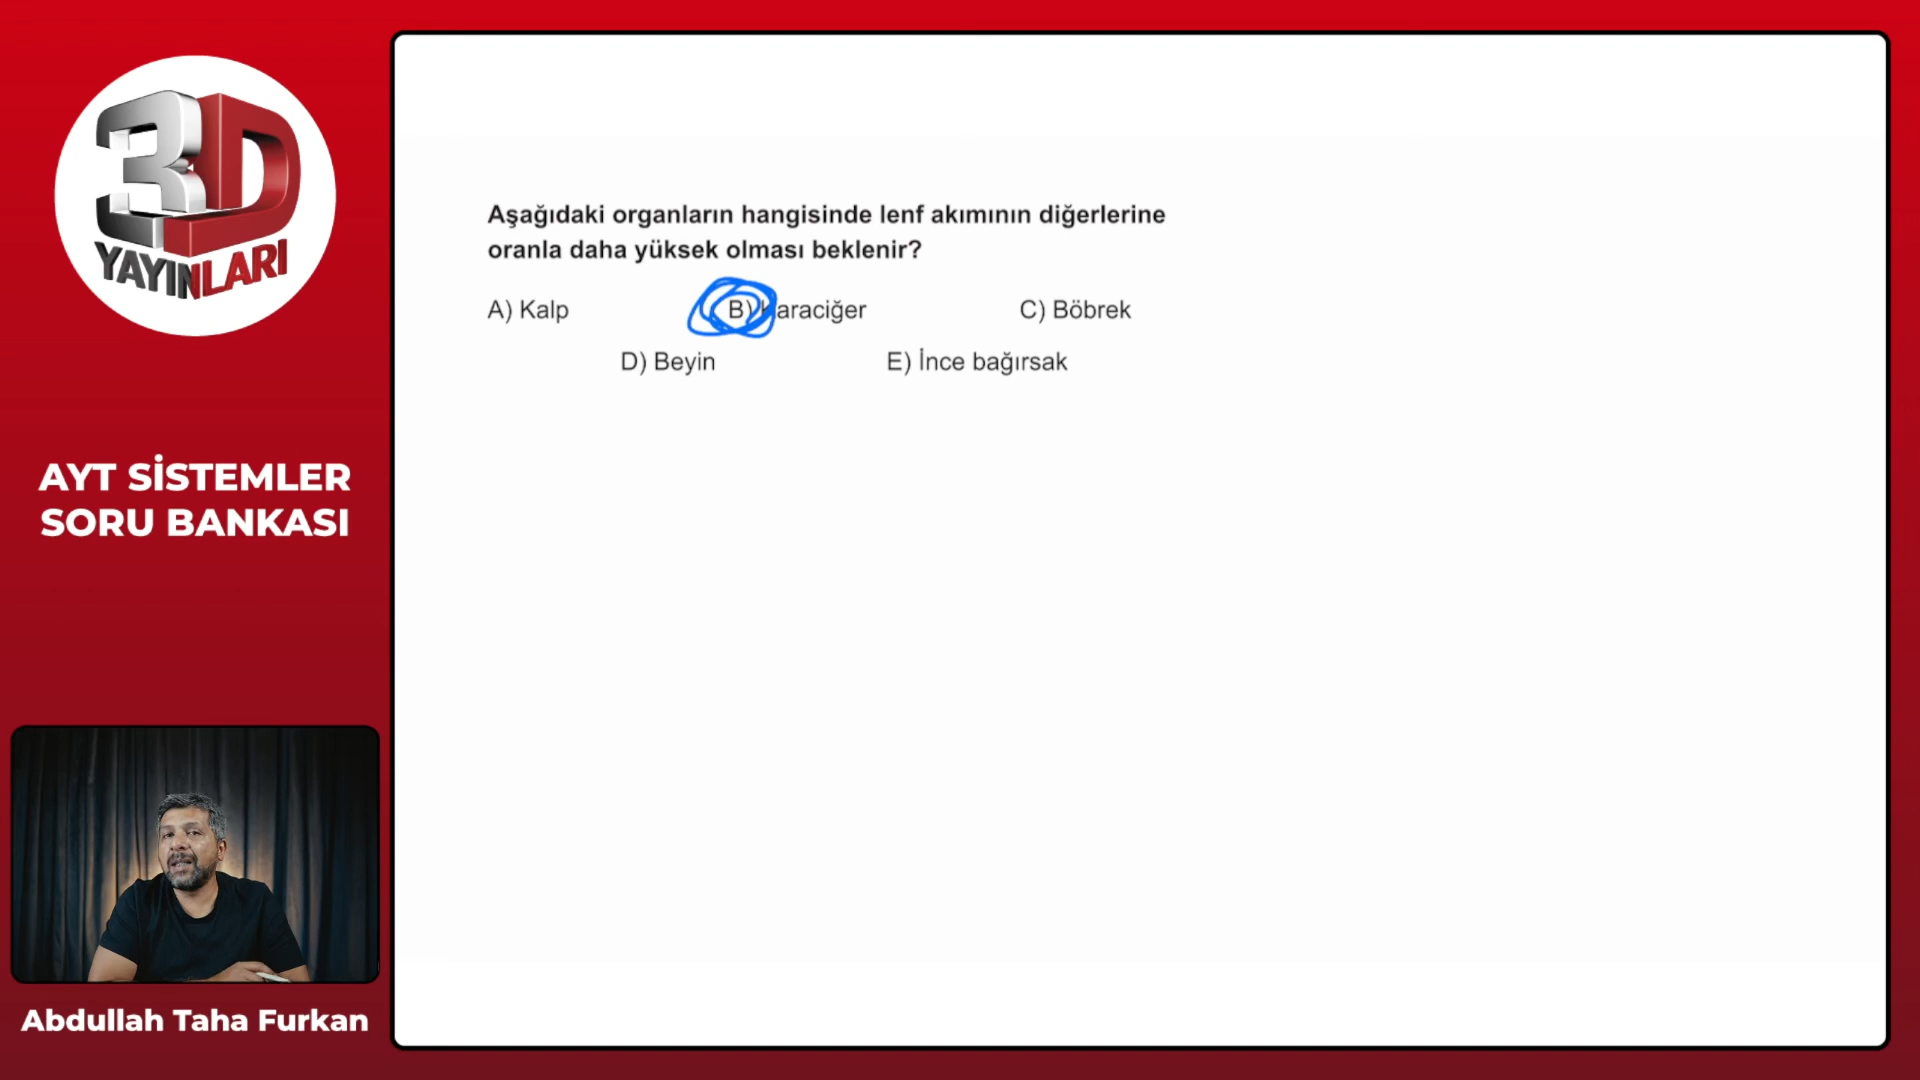 3D
YAYINLARI
AYT SİSTEMLER
SORU BANKASI
Abdullah Taha Furkan
Aşağıdaki organların hangisinde lenf akımının diğerlerine
oranla daha yüksek olması beklenir?
A) Kalp
B) Karaciğer
C) Böbrek
D) Beyin
E) İnce bağırsak